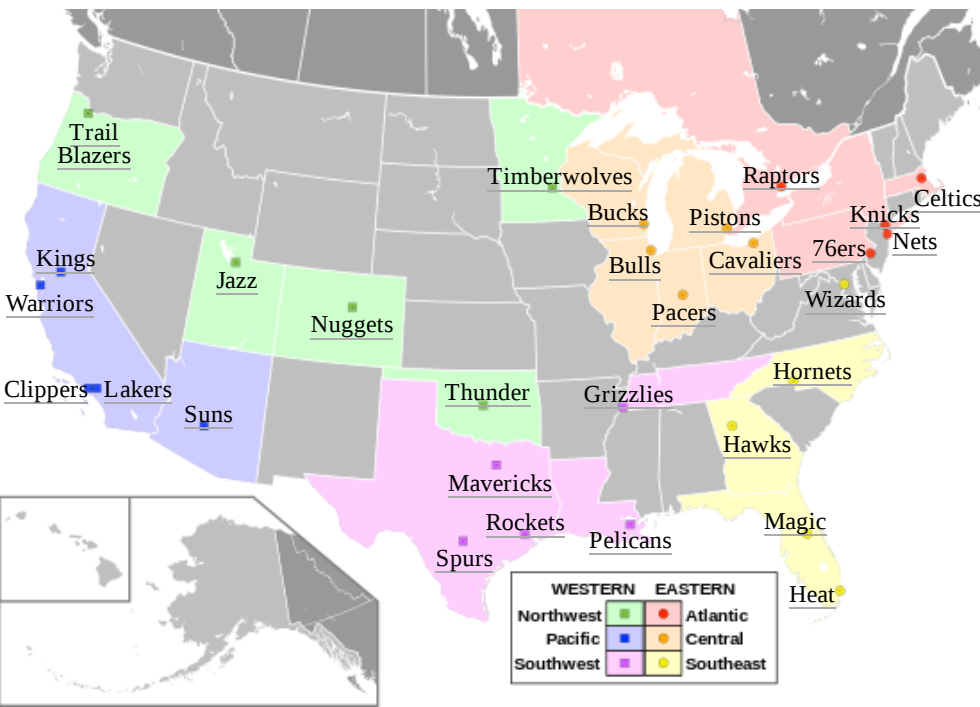 Trail
Blazers
Timberwolves
Raptors
Celtics
Bucks
Pistons
Knicks
Nets
76ers
Kings
Jazz
Bulls
Cavaliers
Warriors
Nuggets
Pacers
Wizards
Clippers
Lakers
Suns
Thunder
Grizzlies
Hornets
Hawks
Mavericks
Rockets
Spurs
Pelicans
Magic
Heat
WESTERN EASTERN
Northwest Atlantic
Pacific Central
Southwest Southeast